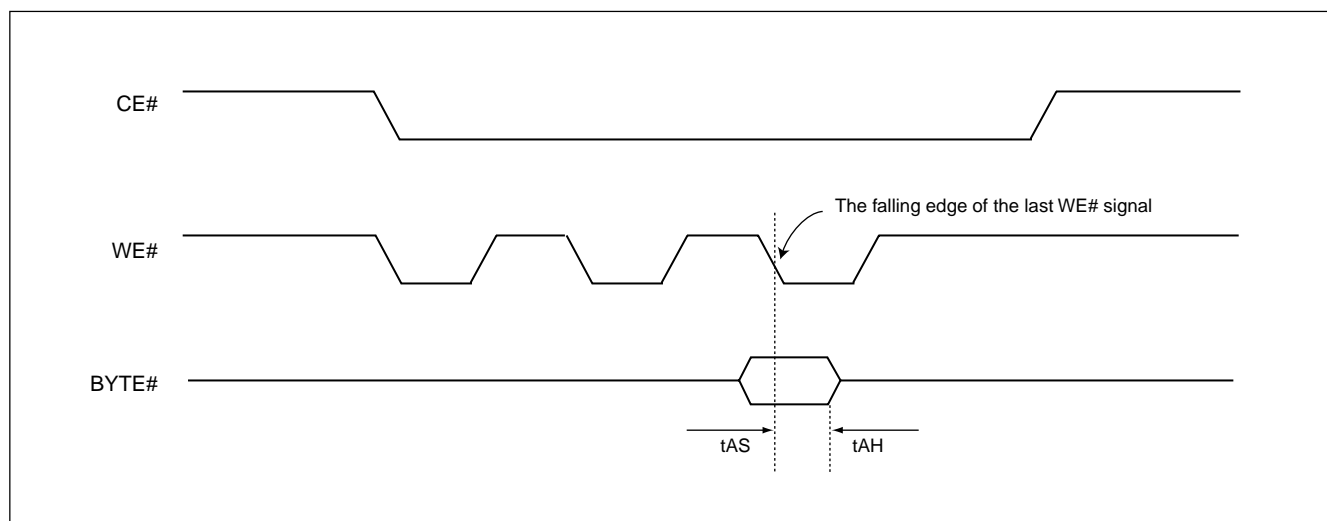 CE#
The falling edge of the last WE# signal
WE#
BYTE#
tAS
tAH